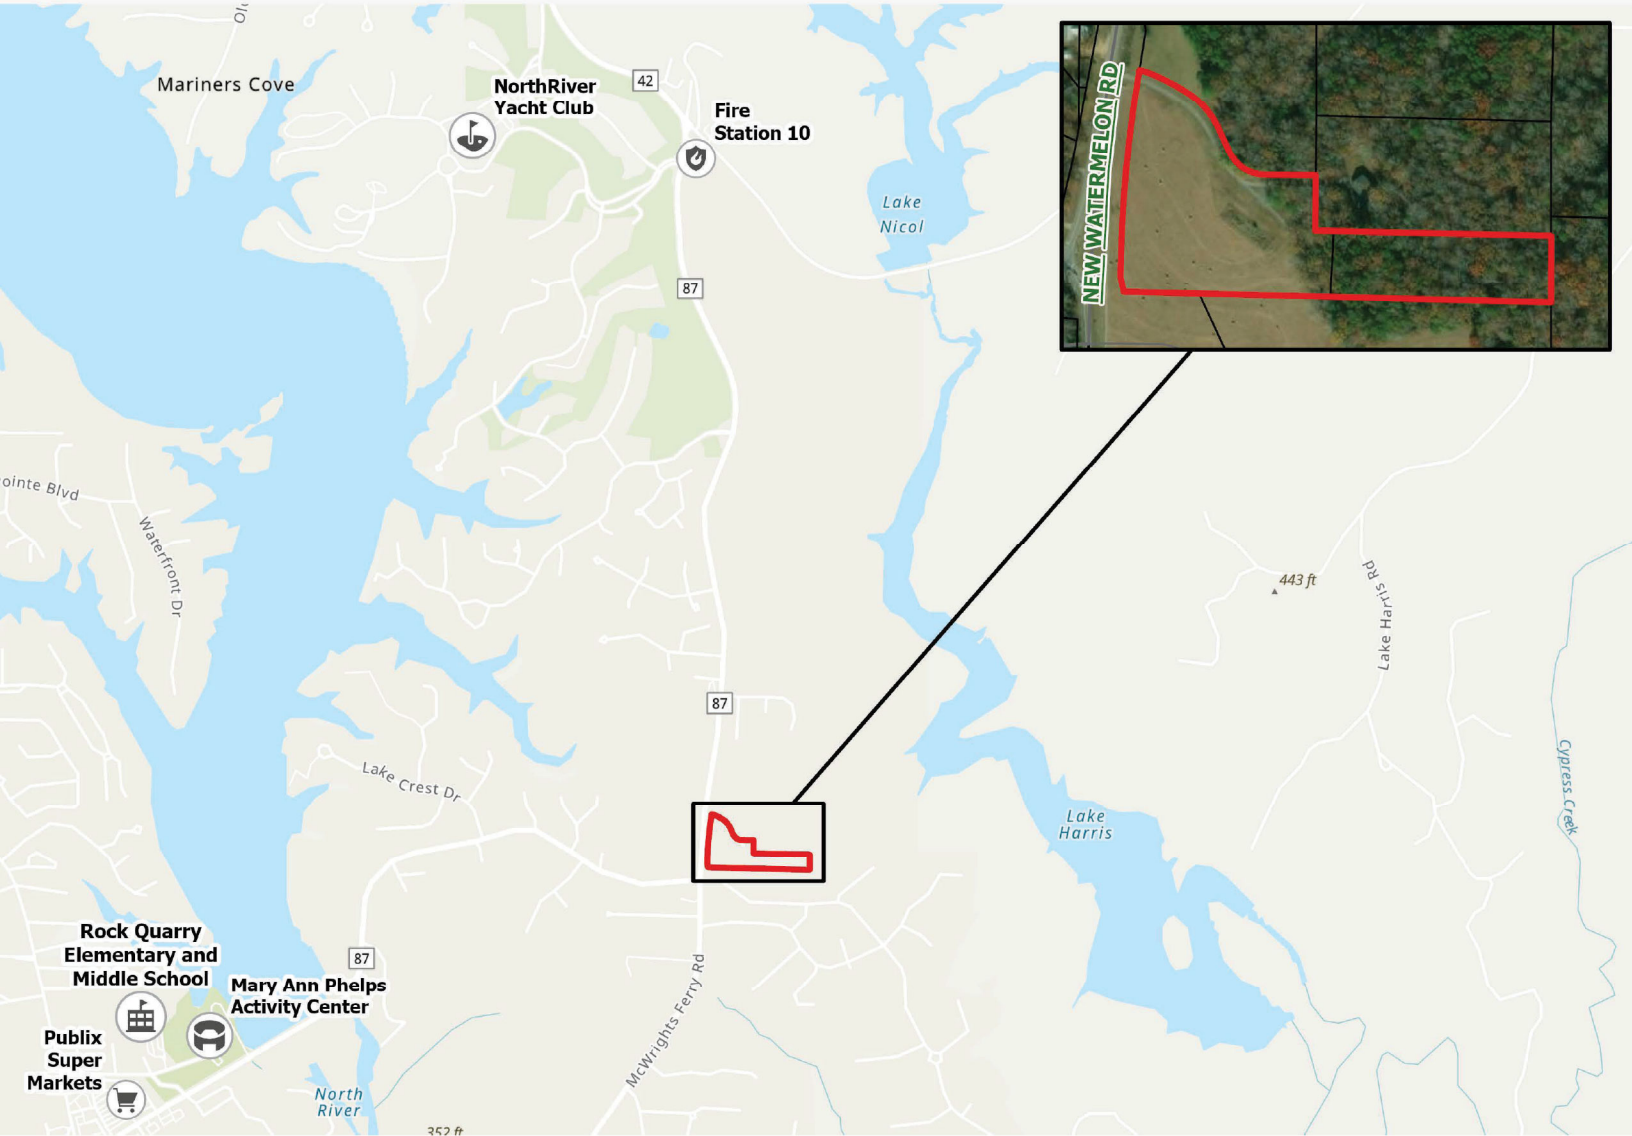 Mariners Cove
NorthRiver
Yacht Club
42
Fire
Station 10
Lake
Nicol
NEW WATERMELON RD
87
Waterfront Dr
443 ft
Lake Harris Rd
87
Lake Crest Dr
Lake
Harris
Cypress Creek
Rock Quarry
Elementary and
Middle School
87
Mary Ann Phelps
Activity Center
McWrights Ferry Rd
Publix
Super
Markets
North
River
352 ft
Blvd